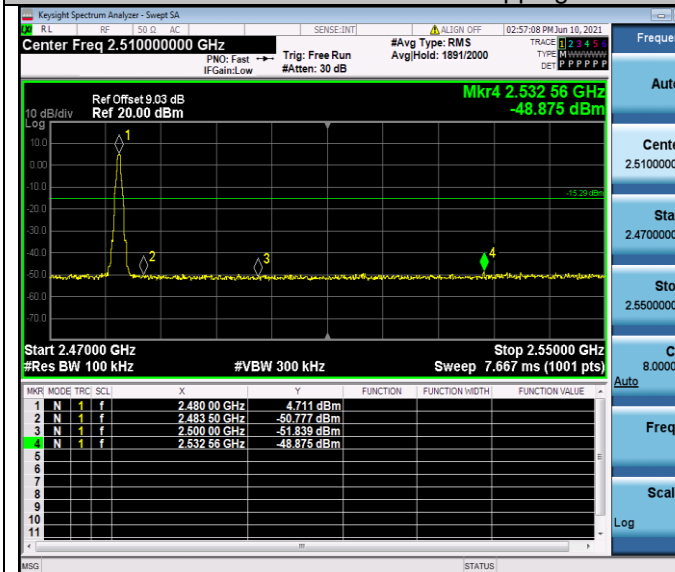 Keysight Spectrum Analyzer - Swept SA
RL RF 50 Ω AC SENSE:INT ALIGN OFF 02:57:08 PM Jun 10, 2021
Center Freq 2.510000000 GHz
PNO: Fast
IFGain:Low
Trig: Free Run
#Atten: 30 dB
#Avg Type: RMS
Avg|Hold: 1891/2000
TRACE 1 2 3 4 5 6
TYPE M W W W W W
DET P P P P P P
Ref Offset 9.03 dB
10 dB/div Ref 20.00 dBm
Log
Mkr4 2.532 56 GHz
-48.875 dBm
10.0
0.00
-10.0
-20.0
-30.0
-40.0
-50.0
-60.0
-70.0
1
2
3
4
-15.29 dBm
Start 2.47000 GHz
#Res BW 100 kHz
#VBW 300 kHz
Stop 2.55000 GHz
Sweep 7.667 ms (1001 pts)
MKR MODE TRC SCL X Y FUNCTION FUNCTION WIDTH FUNCTION VALUE
1 N 1 f 2.480 00 GHz 4.711 dBm
2 N 1 f 2.483 50 GHz -50.777 dBm
3 N 1 f 2.500 00 GHz -51.839 dBm
4 N 1 f 2.532 56 GHz -48.875 dBm
5
6
7
8
9
10
11
MSG STATUS
Freque
Aut
Cente
2.5100000
Sta
2.4700000
Sto
2.5500000
C
8.0000
Auto
Freq
Scal
Log